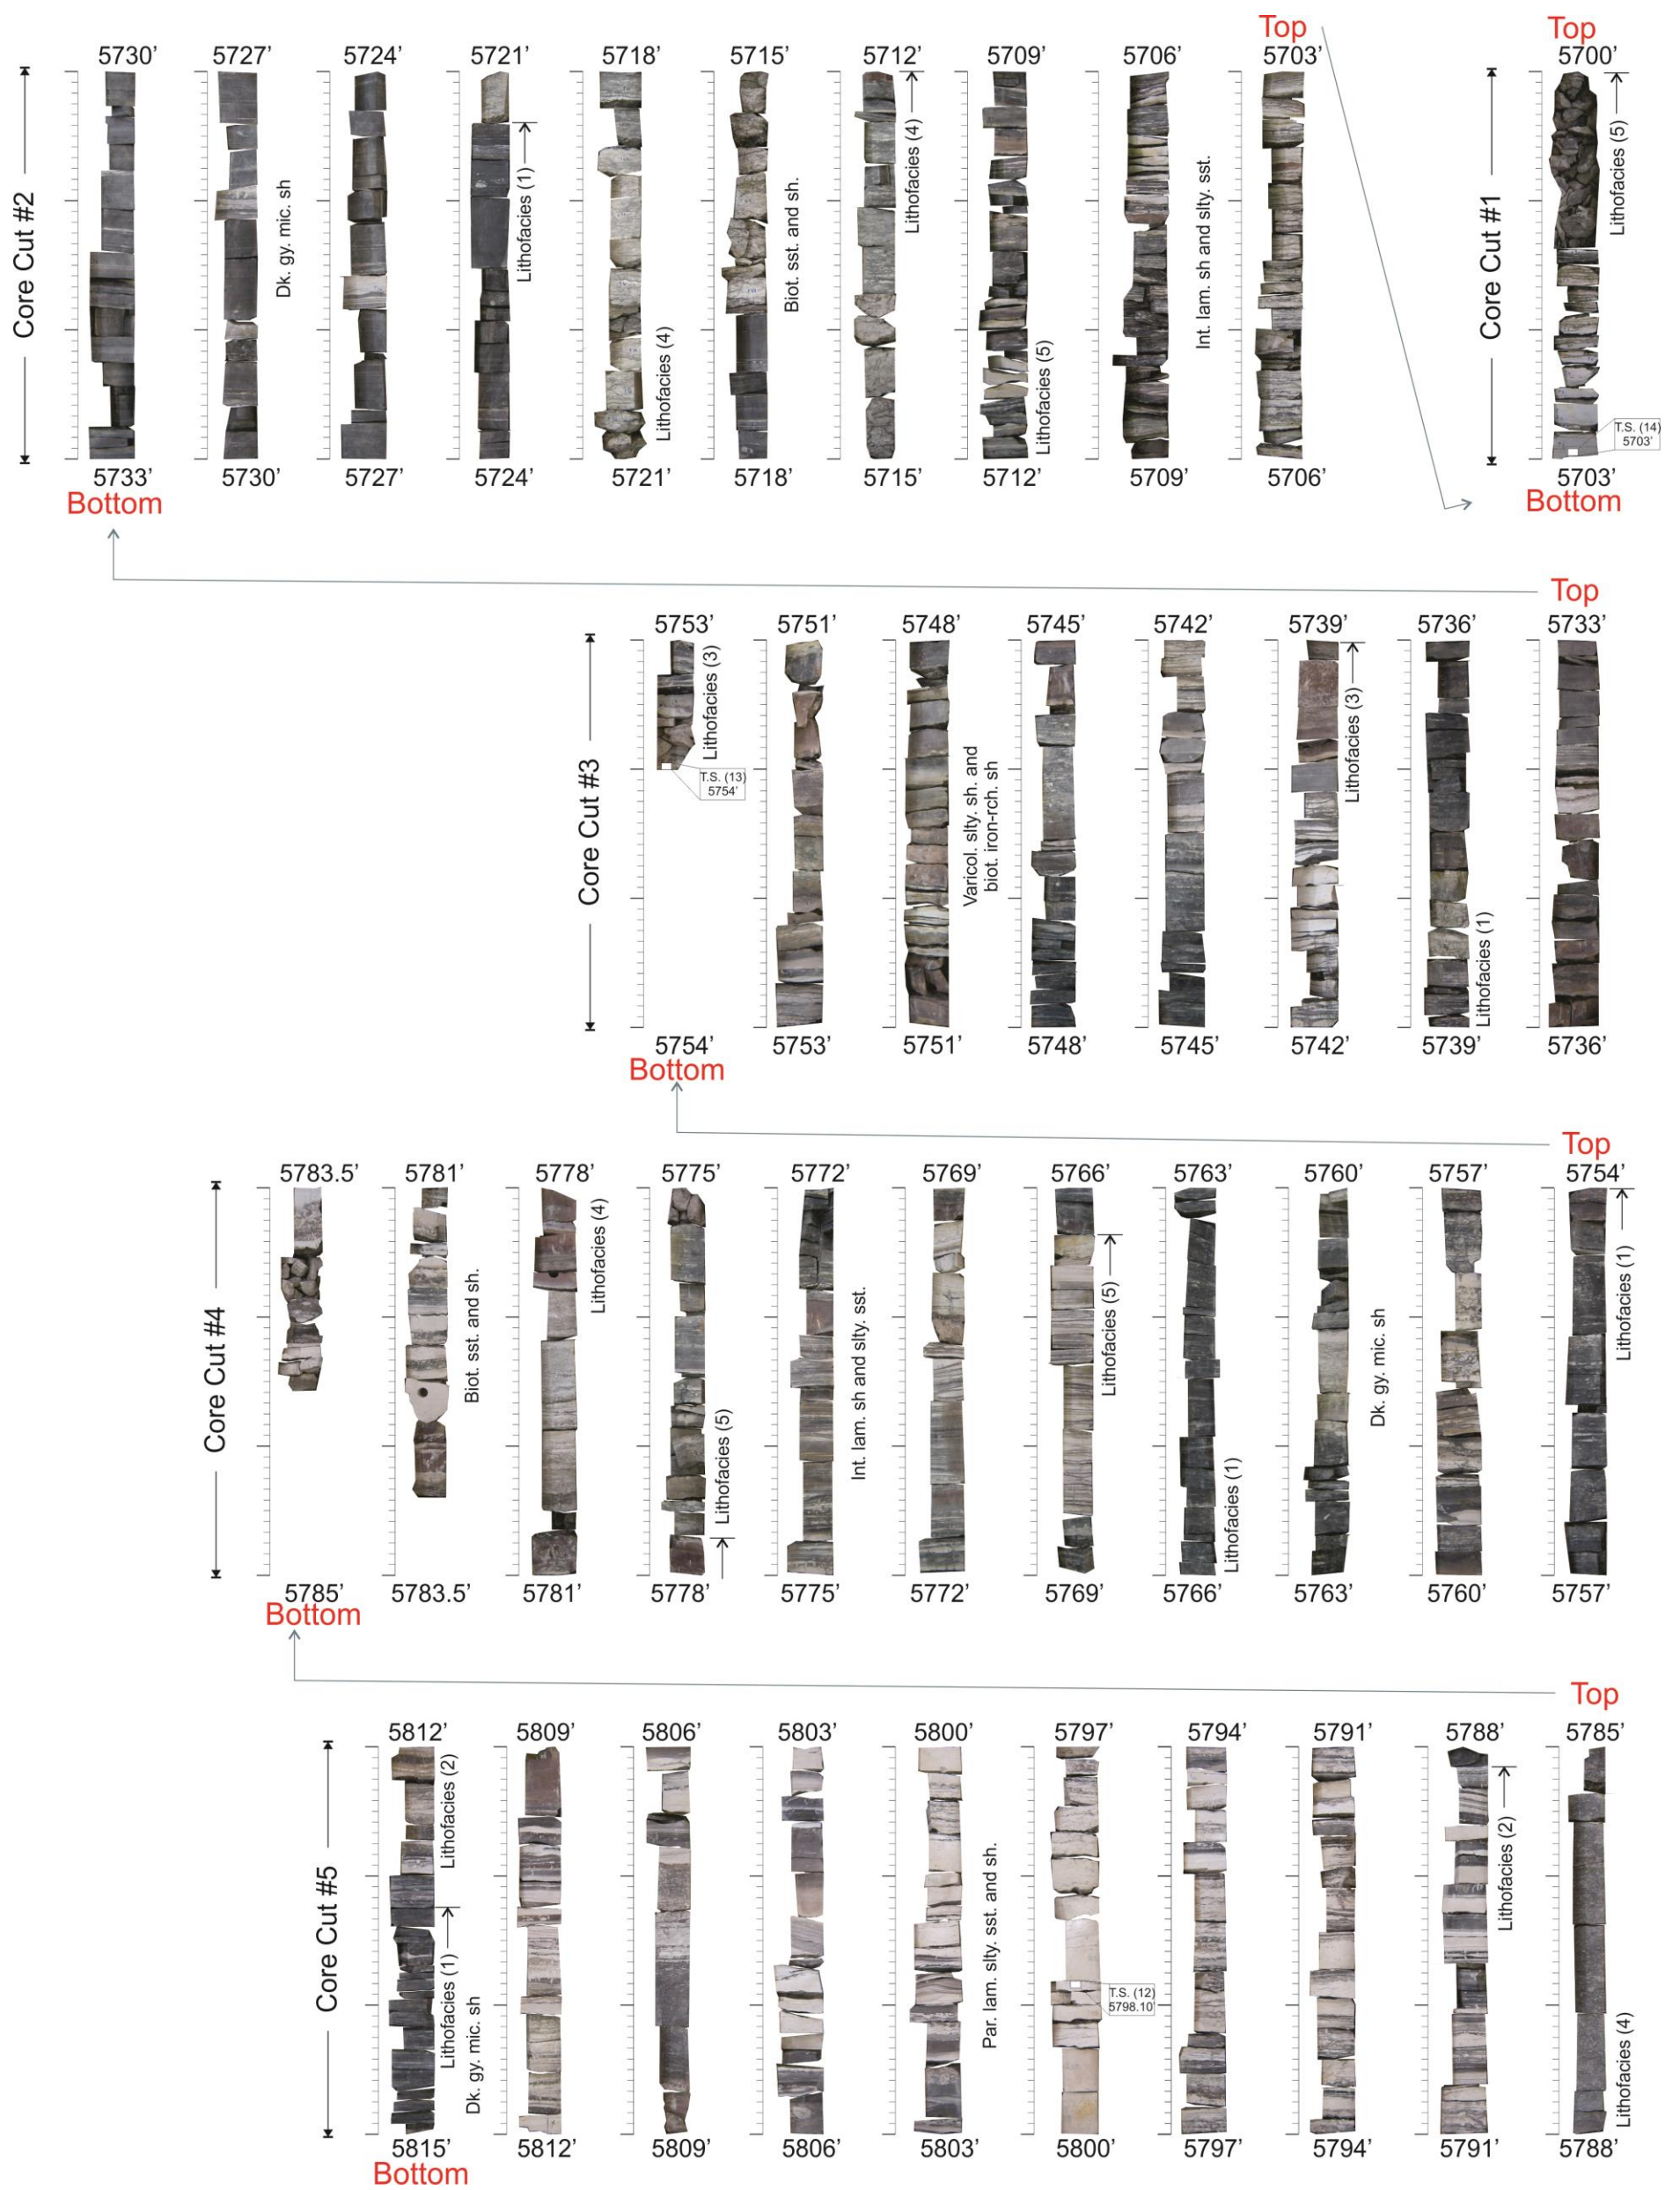 Top
Top
5730’
5727’
5724’
5721’
5718’
5715’
5712’
5709’
5706’
5703’
5700’
Core Cut #2
Dk. gy. mic. sh
Lithofacies (1)
Lithofacies (4)
Biot. sst. and sh.
Lithofacies (4)
Lithofacies (5)
Int. lam. sh and slty. sst.
Core Cut #1
Lithofacies (5)
T.S. (14)
5703’
5733’
5730’
5727’
5724’
5721’
5718’
5715’
5712’
5709’
5706’
5703’
Bottom
Bottom
Top
5753’
5751’
5748’
5745’
5742’
5739’
5736’
5733’
Core Cut #3
Lithofacies (3)
T.S. (13)
5754’
Varicol. slty. sh. and
biot. iron-rch. sh
Lithofacies (3)
Lithofacies (1)
5754’
5753’
5751’
5748’
5745’
5742’
5739’
5736’
Bottom
Top
5783.5’
5781’
5778’
5775’
5772’
5769’
5766’
5763’
5760’
5757’
5754’
Core Cut #4
Biot. sst. and sh.
Lithofacies (4)
Lithofacies (5)
Int. lam. sh and slty. sst.
Lithofacies (5)
Lithofacies (1)
Dk. gy. mic. sh
Lithofacies (1)
5785’
5783.5’
5781’
5778’
5775’
5772’
5769’
5766’
5763’
5760’
5757’
Bottom
Top
5812’
5809’
5806’
5803’
5800’
5797’
5794’
5791’
5788’
5785’
Core Cut #5
Lithofacies (2)
Lithofacies (1)
Dk. gy. mic. sh
Par. lam. slty. sst. and sh.
T.S. (12)
5798.10’
Lithofacies (2)
Lithofacies (4)
5815’
5812’
5809’
5806’
5803’
5800’
5797’
5794’
5791’
5788’
Bottom